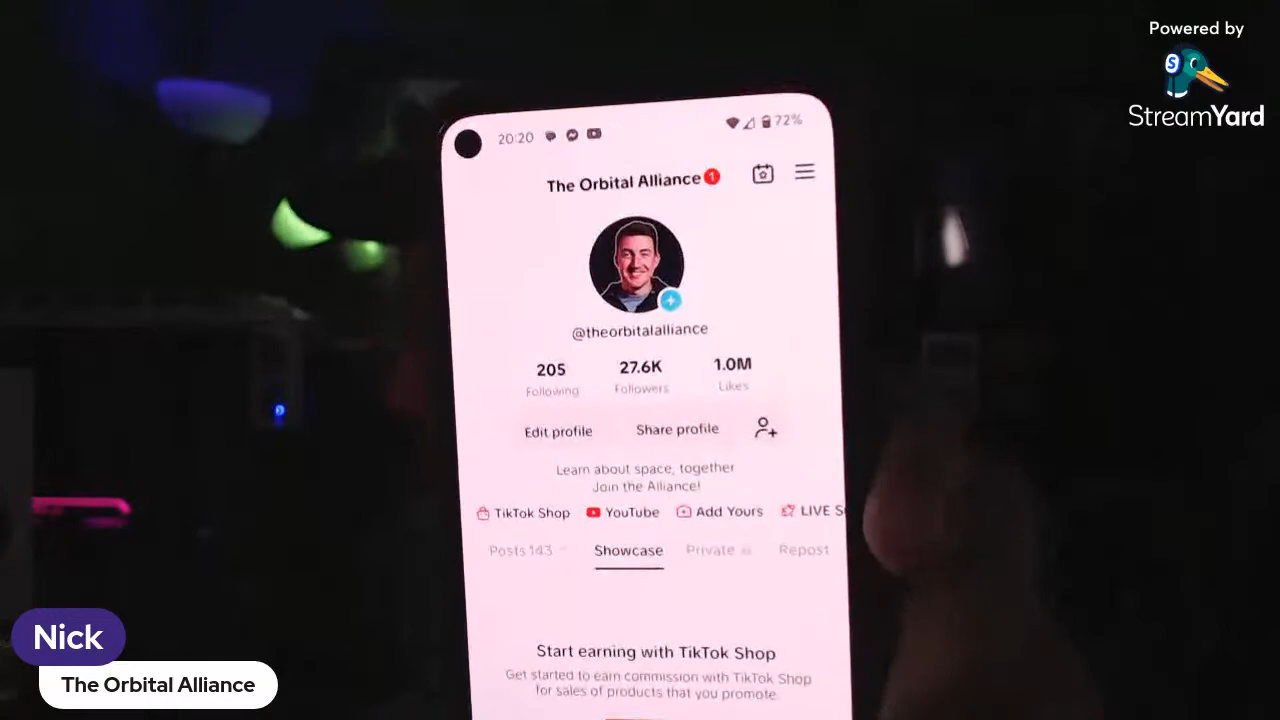 Powered by
StreamYard
20:20
72%
The Orbital Alliance 1
@theorbitalalliance
205 27.6K 1.0M
Following Followers Likes
Edit profile Share profile
Learn about space, together
Join the Alliance!
TikTok Shop YouTube Add Yours LIVE S
Posts 143 Showcase Private Repost
Start earning with TikTok Shop
Get started to earn commission with TikTok Shop
for sales of products that you promote.
Nick
The Orbital Alliance